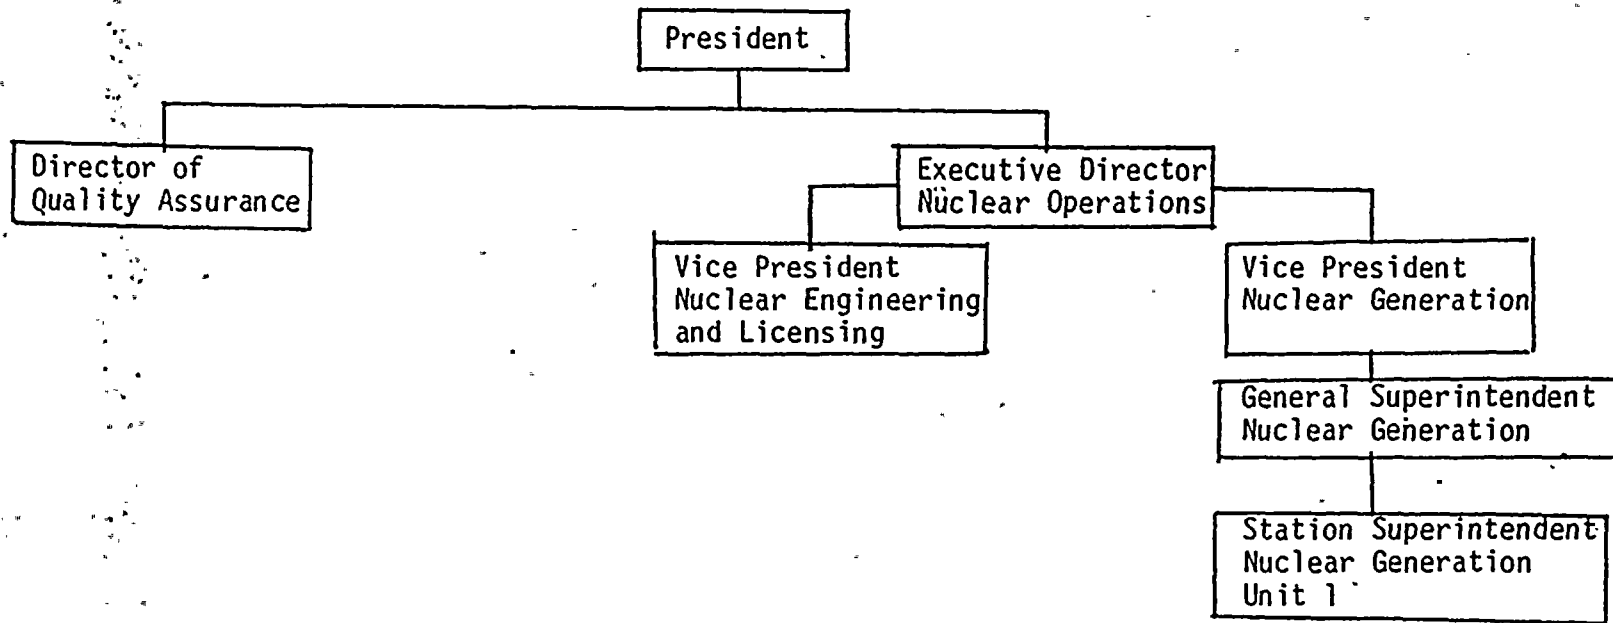 President
Director of
Quality Assurance
Executive Director
Nuclear Operations
Vice President
Nuclear Engineering
and Licensing
Vice President
Nuclear Generation
General Superintendent
Nuclear Generation
Station Superintendent
Nuclear Generation
Unit 1